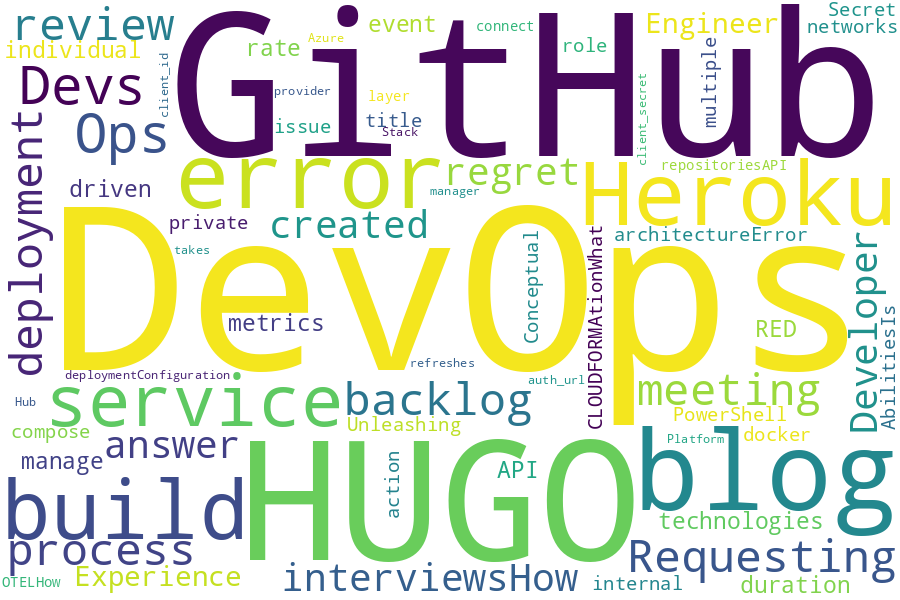 review
event
connect
Engineer
Secret
networks
individual
Azure
rate
role
GitHub
Devs
client_id
provider
layer
multiple
client_secret
Ops
issue
title
Stack
deployment
error
regret
repositoriesAPI
driven
manager
Heroku
private
created
architectureError
takes
DevOps
metrics
Conceptual
CLOUDFORMAtionWhat
RED
Developer
AbilitiesIs
refreshes
deploymentConfiguration
auth_url
Hub
service
backlog
meeting
compose
Unleashing
PowerShell
answer
Platform
docker
manage
HUGO
action
API
blog
build
technologies
process
Requesting
OTELHow
Experience
interviewsHow
internal
duration